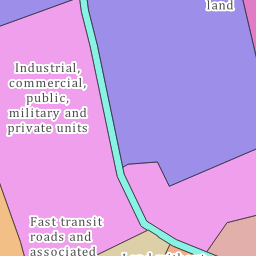 land
Industrial,
commercial,
public,
military and
private units
Fast transit
roads and
associated